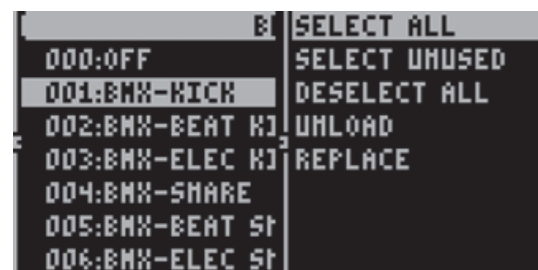 000:OFF
001:BMX-KICK
002:BMX-BEAT
003:BMX-ELEC
004:BMX-SNARE
005:BMX-BEAT
006:BMX-ELEC
SELECT ALL
SELECT UNUSED
DESELECT ALL
UNLOAD
REPLACE